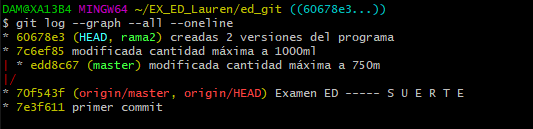 DAM@XA13B4 MINGW64 ~/EX_ED_Lauren/ed_git ((60678e3...))
$ git log --graph --all --oneline
* 60678e3 (HEAD, rama2) creadas 2 versiones del programa
* 7c6ef85 modificada cantidad máxima a 1000ml
| * edd8c67 (master) modificada cantidad máxima a 750m
|/
* 70f543f (origin/master, origin/HEAD) Examen ED ----- S U E R T E
* 7e3f611 primer commit